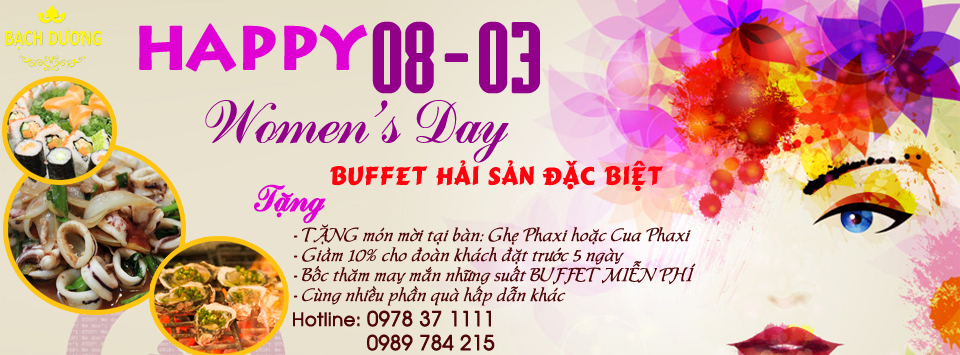 BẠCH DƯƠNG
HAPPY 08-03
Women's Day
BUFFET HẢI SẢN ĐẶC BIỆT
Tặng
- TẶNG món mời tại bàn: Ghẹ Phaxi hoặc Cua Phaxi
- Giảm 10% cho đoàn khách đặt trước 5 ngày
- Bốc thăm may mắn những suất BUFFET MIỄN PHÍ
- Cùng nhiều phần quà hấp dẫn khác
Hotline: 0978 37 1111
0989 784 215